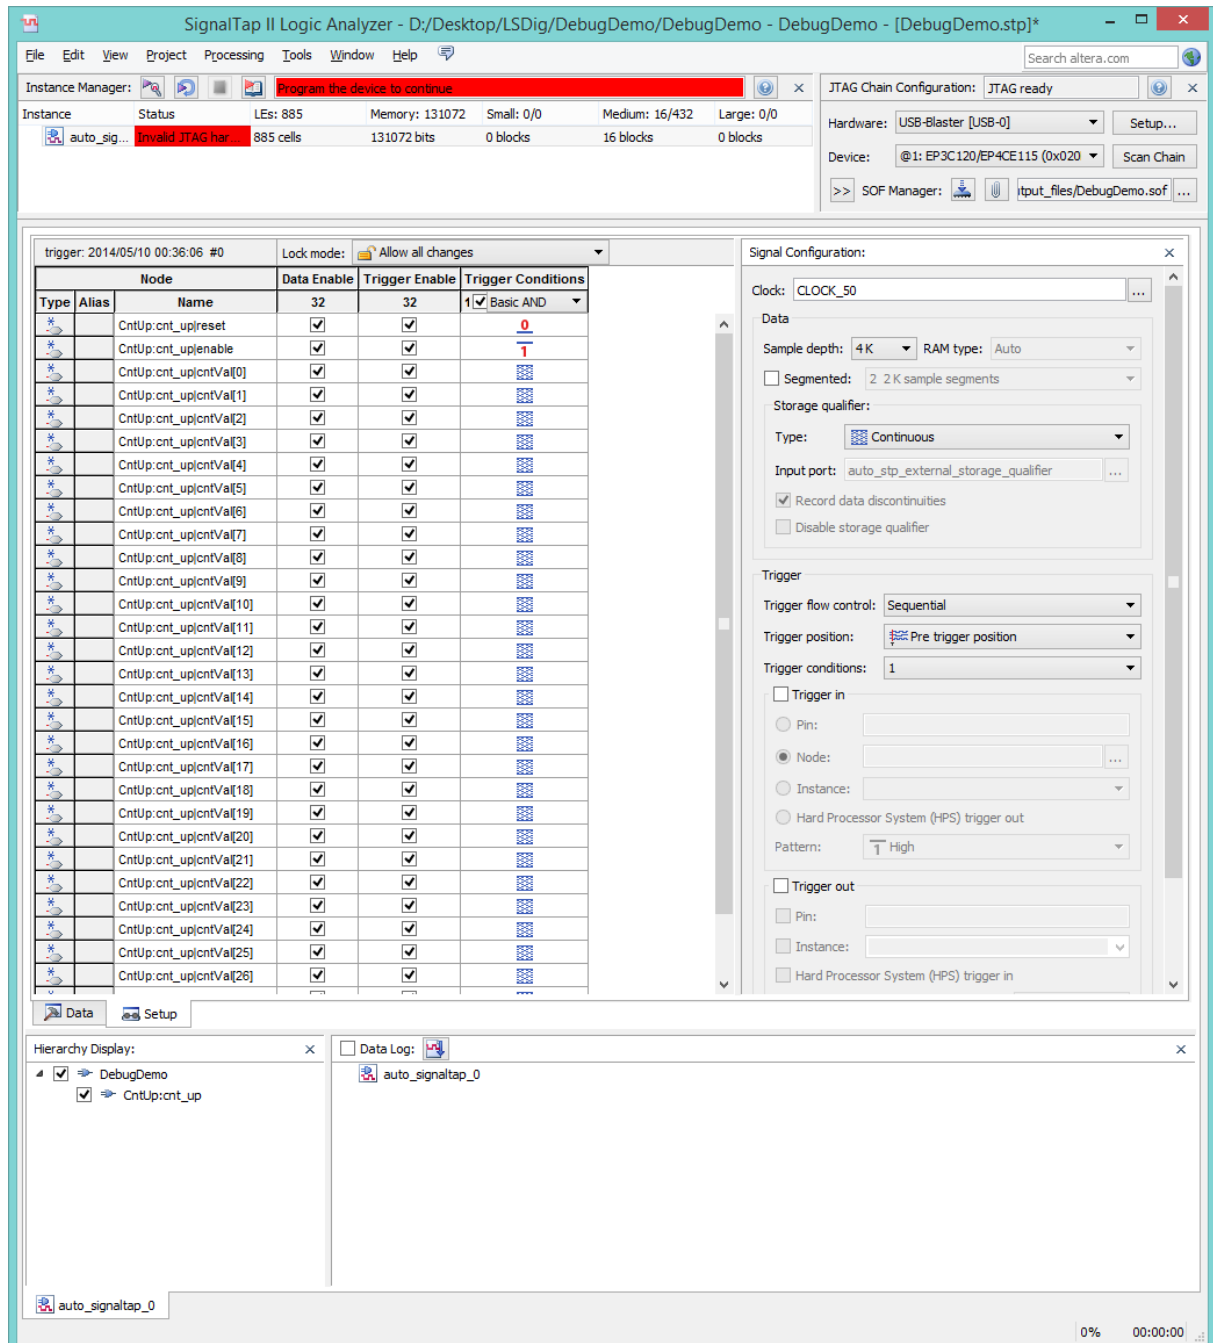 SignalTap II Logic Analyzer - D:/Desktop/LSDig/DebugDemo/DebugDemo - DebugDemo - [DebugDemo.stp]*
File Edit View Project Processing Tools Window Help
Search altera.com
Instance Manager: Program the device to continue
JTAG Chain Configuration: JTAG ready
Instance Status LEs: 885 Memory: 131072 Small: 0/0 Medium: 16/432 Large: 0/0
auto_sig... Invalid JTAG har... 885 cells 131072 bits 0 blocks 16 blocks 0 blocks
Hardware: USB-Blaster [USB-0] Setup...
Device: @1: EP3C120/EP4CE115 (0x020 Scan Chain
>> SOF Manager: itput_files/DebugDemo.sof ...
trigger: 2014/05/10 00:36:06 #0 Lock mode: Allow all changes
Node Data Enable Trigger Enable Trigger Conditions
Type Alias Name 32 32 1 Basic AND
CntUp:cnt_up|reset 0
CntUp:cnt_up|enable 1
CntUp:cnt_up|cntVal[0]
CntUp:cnt_up|cntVal[1]
CntUp:cnt_up|cntVal[2]
CntUp:cnt_up|cntVal[3]
CntUp:cnt_up|cntVal[4]
CntUp:cnt_up|cntVal[5]
CntUp:cnt_up|cntVal[6]
CntUp:cnt_up|cntVal[7]
CntUp:cnt_up|cntVal[8]
CntUp:cnt_up|cntVal[9]
CntUp:cnt_up|cntVal[10]
CntUp:cnt_up|cntVal[11]
CntUp:cnt_up|cntVal[12]
CntUp:cnt_up|cntVal[13]
CntUp:cnt_up|cntVal[14]
CntUp:cnt_up|cntVal[15]
CntUp:cnt_up|cntVal[16]
CntUp:cnt_up|cntVal[17]
CntUp:cnt_up|cntVal[18]
CntUp:cnt_up|cntVal[19]
CntUp:cnt_up|cntVal[20]
CntUp:cnt_up|cntVal[21]
CntUp:cnt_up|cntVal[22]
CntUp:cnt_up|cntVal[23]
CntUp:cnt_up|cntVal[24]
CntUp:cnt_up|cntVal[25]
CntUp:cnt_up|cntVal[26]
Signal Configuration:
Clock: CLOCK_50 ...
Data
Sample depth: 4 K RAM type: Auto
Segmented: 2 2 K sample segments
Storage qualifier:
Type: Continuous
Input port: auto_stp_external_storage_qualifier ...
Record data discontinuities
Disable storage qualifier
Trigger
Trigger flow control: Sequential
Trigger position: Pre trigger position
Trigger conditions: 1
Trigger in
Pin:
Node: ...
Instance:
Hard Processor System (HPS) trigger out
Pattern: 1 High
Trigger out
Pin:
Instance:
Hard Processor System (HPS) trigger in
Data Setup
Hierarchy Display:
DebugDemo
CntUp:cnt_up
Data Log:
auto_signaltap_0
auto_signaltap_0
0% 00:00:00